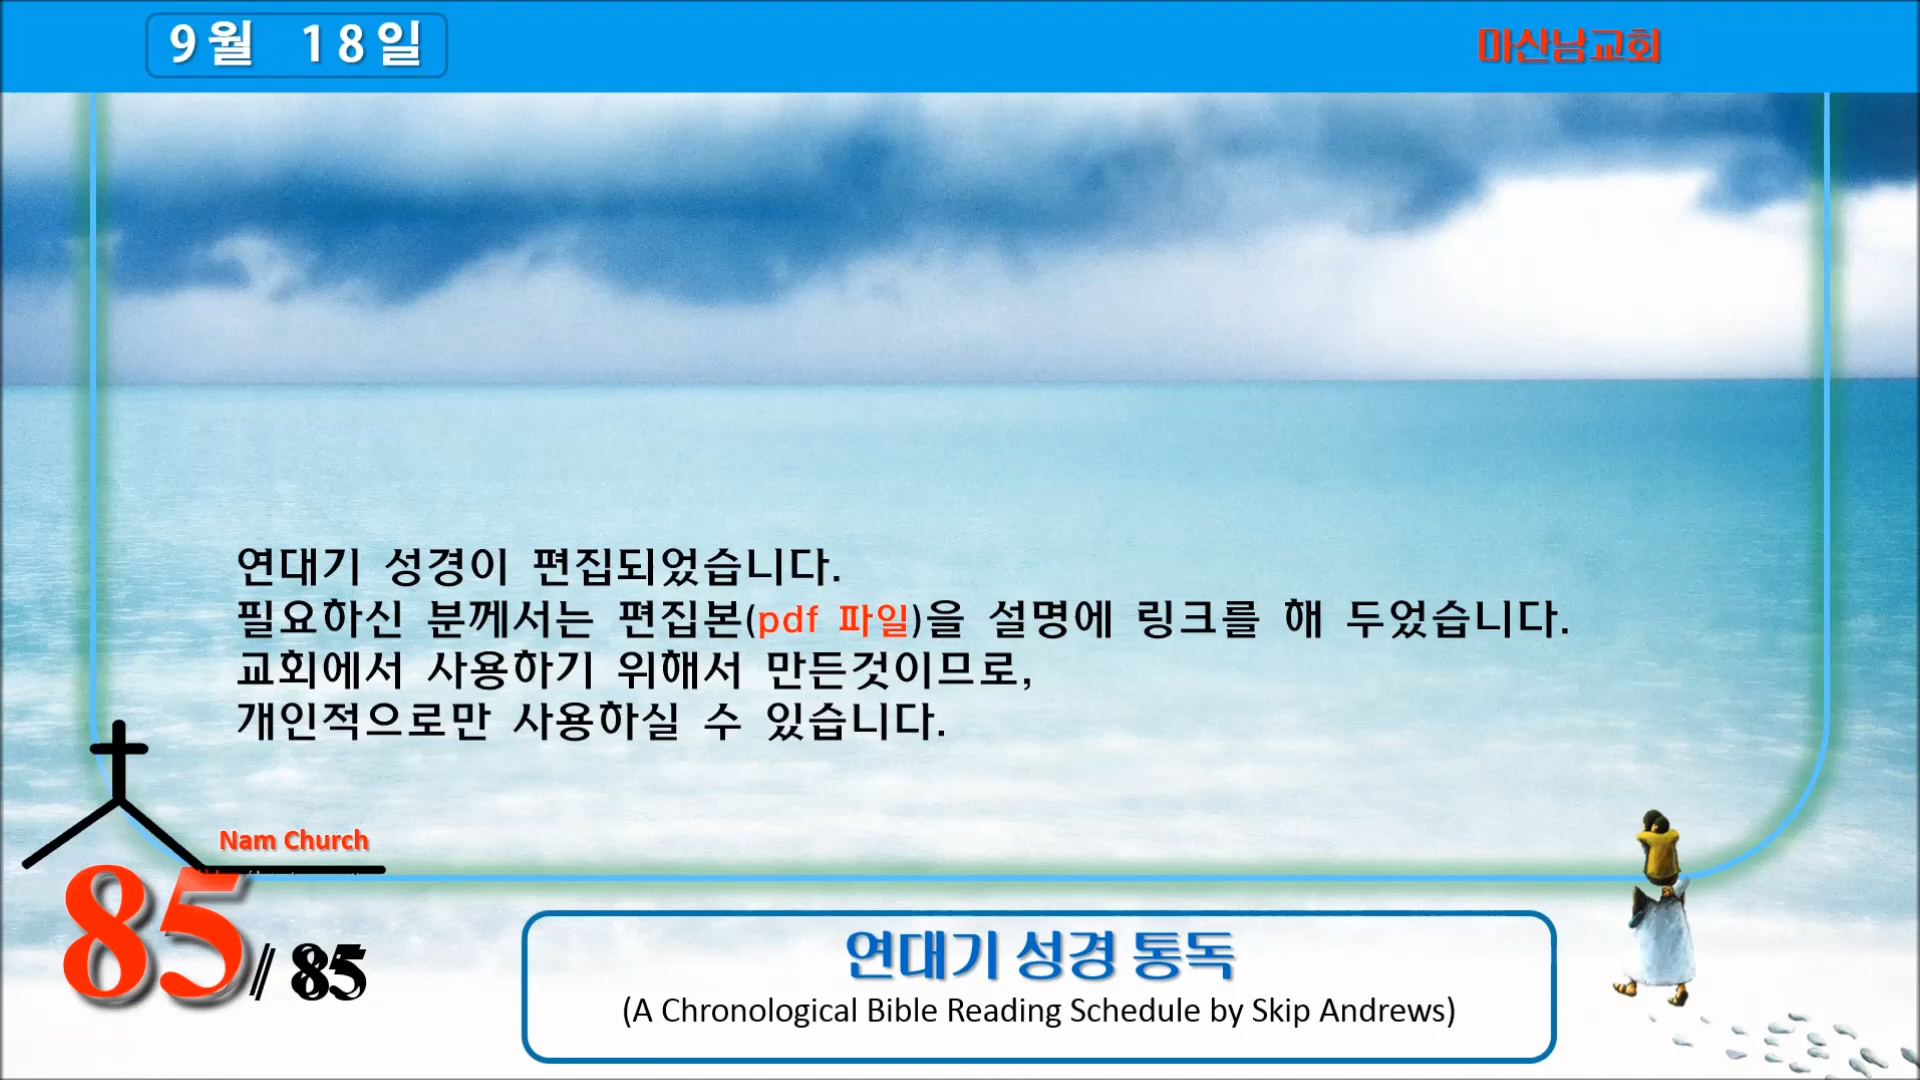 9월 18일
마산남교회
연대기 성경이 편집되었습니다.
필요하신 분께서는 편집본(pdf 파일)을 설명에 링크를 해 두었습니다.
교회에서 사용하기 위해서 만든것이므로,
개인적으로만 사용하실 수 있습니다.
Nam Church
85 / 85
연대기 성경 통독
(A Chronological Bible Reading Schedule by Skip Andrews)